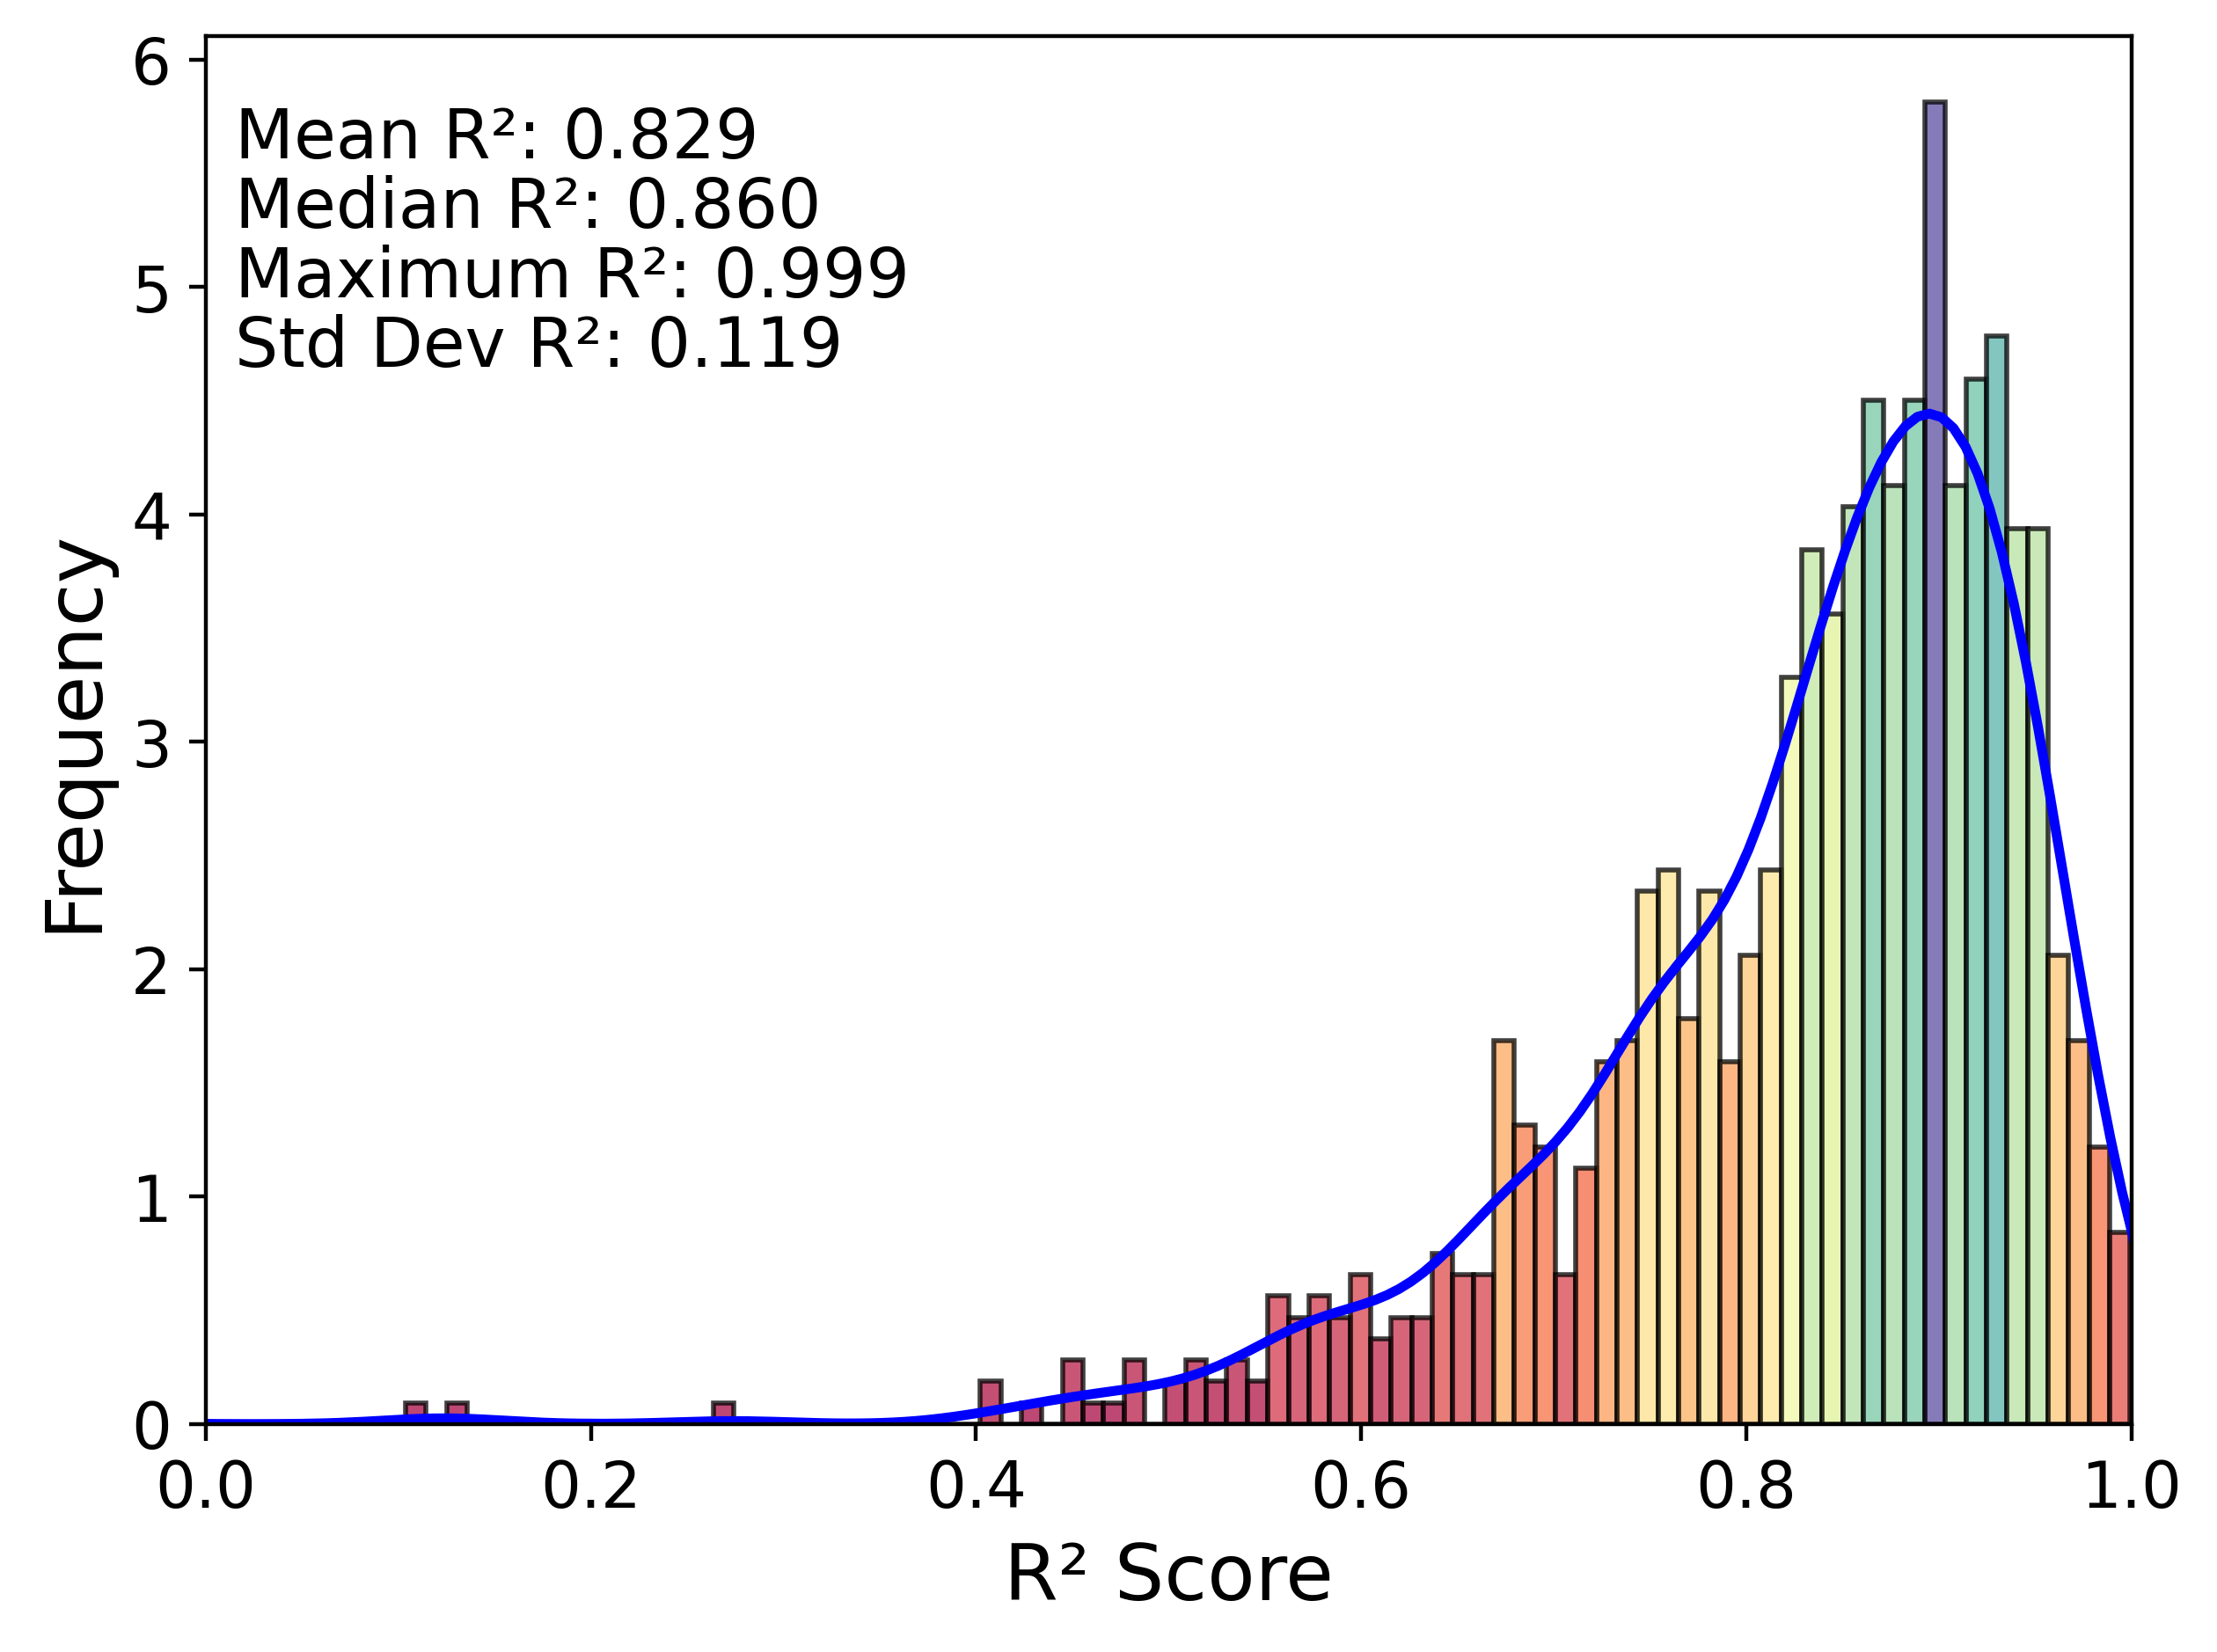 6
5
4
3
2
1
0
Frequency
Mean R²: 0.829
Median R²: 0.860
Maximum R²: 0.999
Std Dev R²: 0.119
0.0 0.2 0.4 0.6 0.8 1.0
R² Score